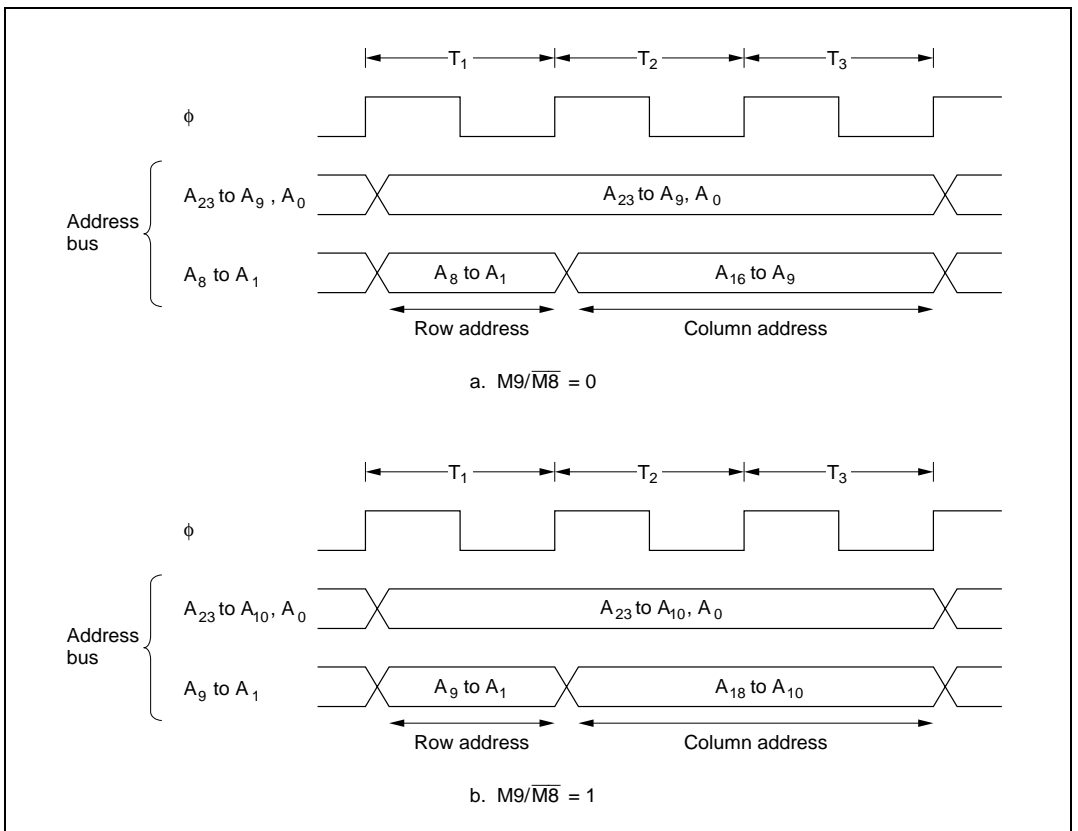 T₁ T₂ T₃
φ
Address bus
A₂₃ to A₉ , A₀
A₂₃ to A₉, A₀
A₈ to A₁
A₈ to A₁
A₁₆ to A₉
Row address
Column address
a. M9/M̅8̅ = 0
T₁ T₂ T₃
φ
Address bus
A₂₃ to A₁₀, A₀
A₂₃ to A₁₀, A₀
A₉ to A₁
A₉ to A₁
A₁₈ to A₁₀
Row address
Column address
b. M9/M̅8̅ = 1